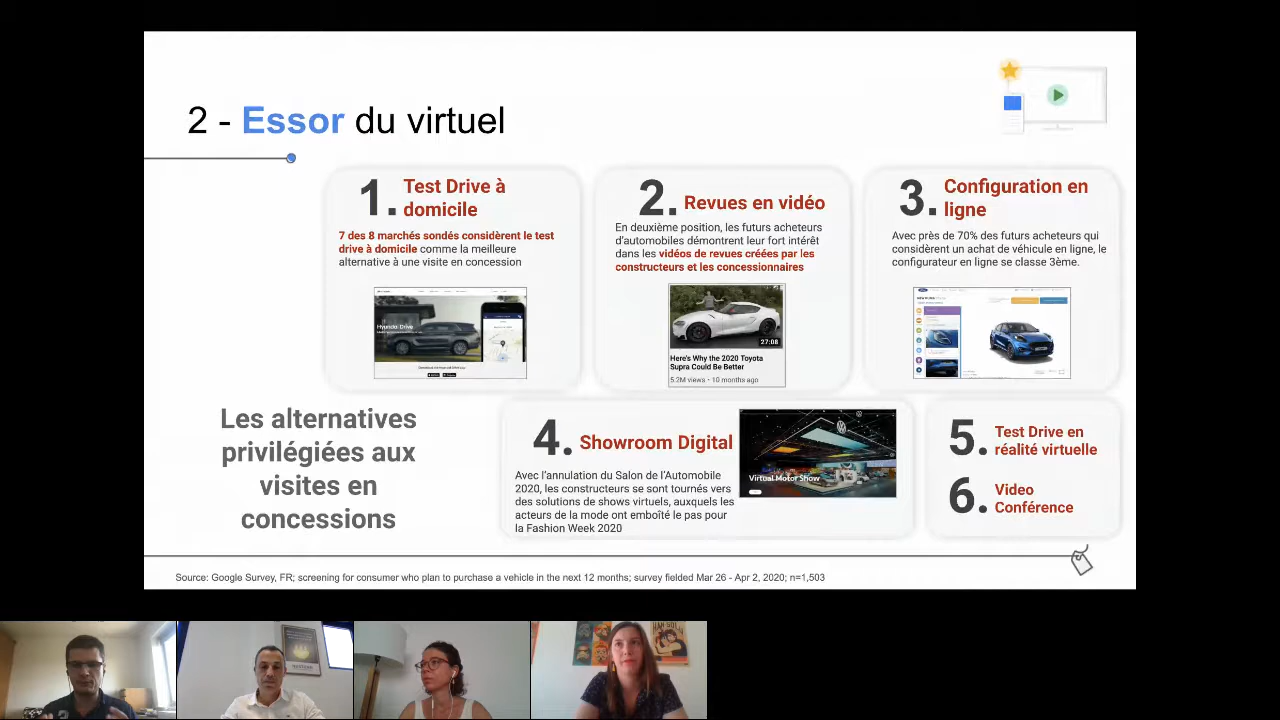 2 - Essor du virtuel
1. Test Drive à
domicile
7 des 8 marchés sondés considèrent le test
drive à domicile comme la meilleure
alternative à une visite en concession
Hyundai Drive
2. Revues en vidéo
En deuxième position, les futurs acheteurs
d'automobiles démontrent leur fort intérêt
dans les vidéos de revues créées par les
constructeurs et les concessionnaires
27:08
Here's Why the 2020 Toyota
Supra Could Be Better
5.2M views • 10 months ago
3. Configuration en
ligne
Avec près de 70% des futurs acheteurs qui
considèrent un achat de véhicule en ligne, le
configurateur en ligne se classe 3ème.
Les alternatives
privilégiées aux
visites en
concessions
4. Showroom Digital
Avec l'annulation du Salon de l'Automobile
2020, les constructeurs se sont tournés vers
des solutions de shows virtuels, auxquels les
acteurs de la mode ont emboîté le pas pour
la Fashion Week 2020
Virtual Motor Show
5. Test Drive en
réalité virtuelle
6. Video
Conférence
Source: Google Survey, FR; screening for consumer who plan to purchase a vehicle in the next 12 months; survey fielded Mar 26 - Apr 2, 2020; n=1,503